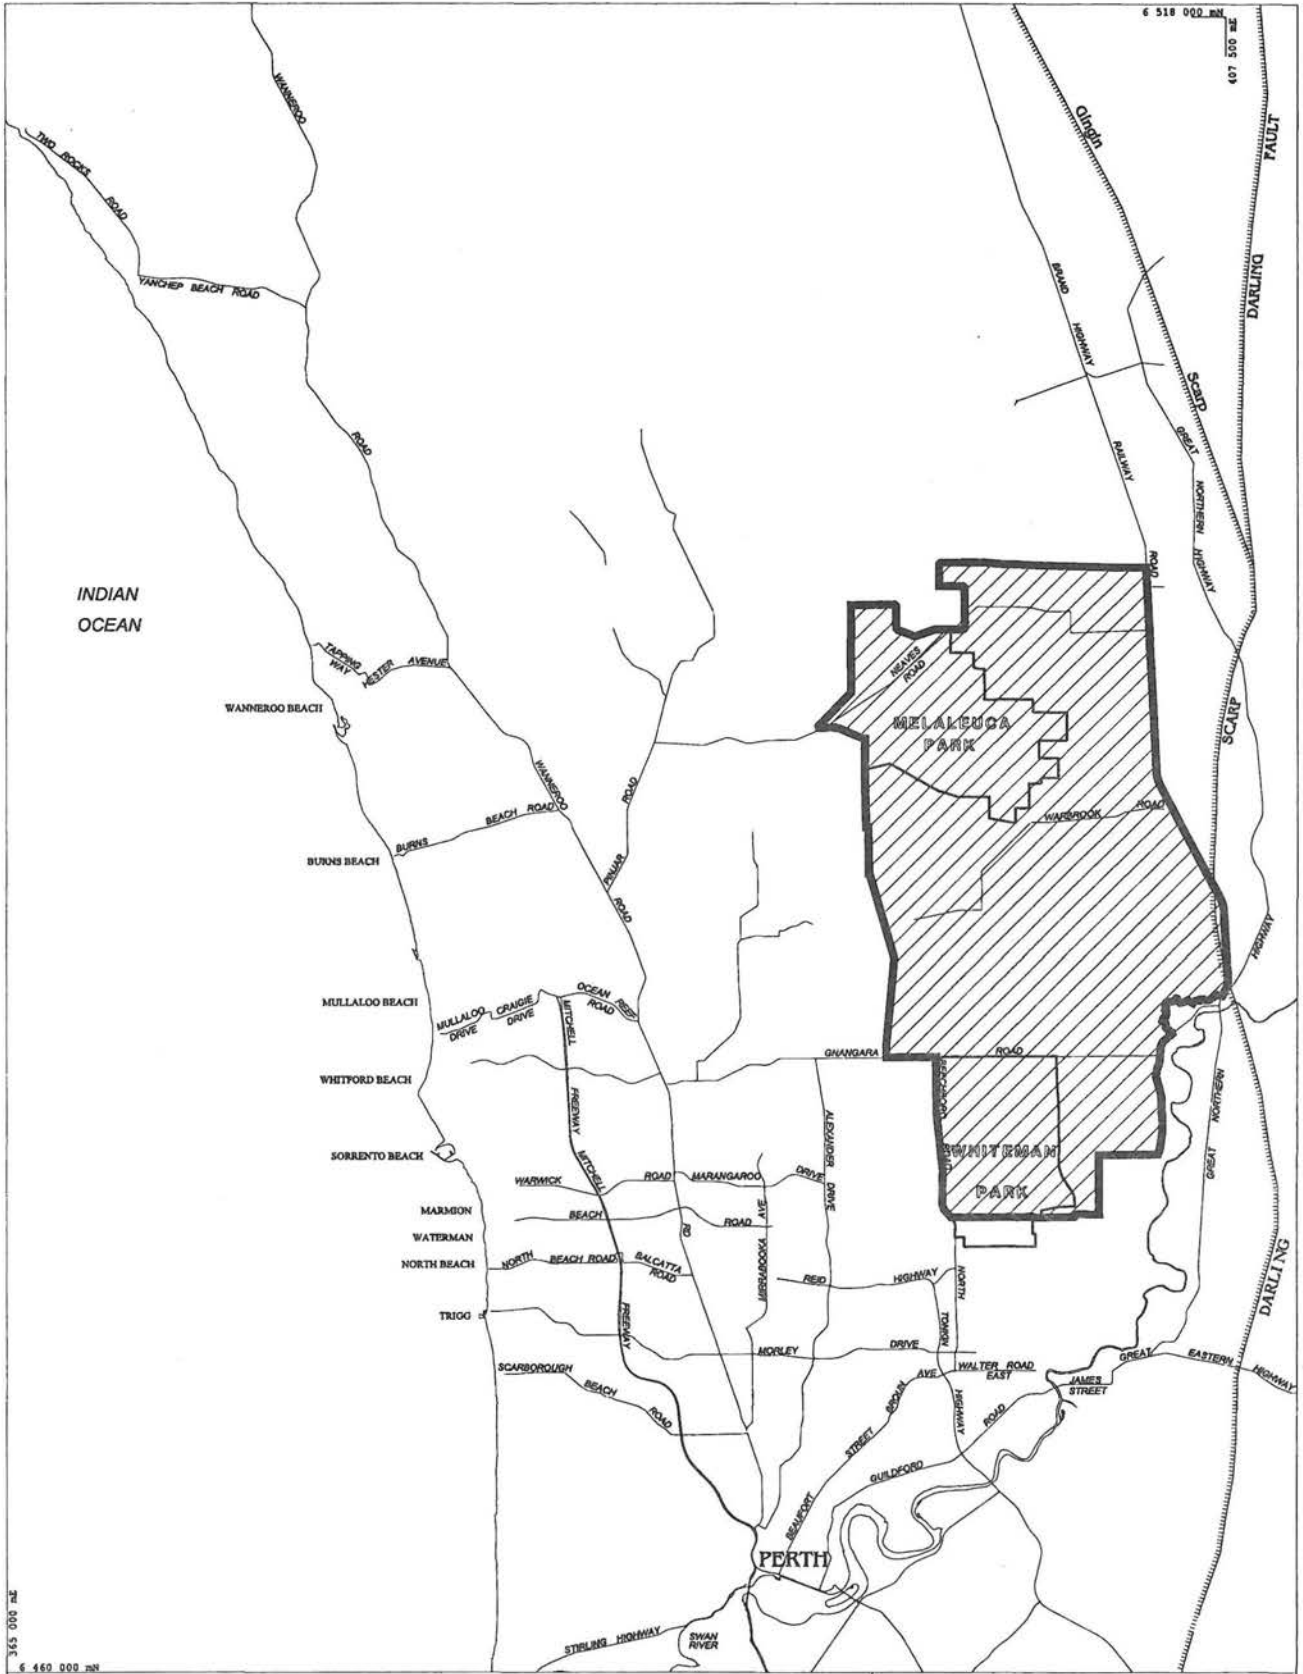 6 518 000 mN
407 500 mE
WANNEROO
Gingin
FAULT
TWO ROCKS
ROAD
YANCHEP BEACH ROAD
BRAND
HIGHWAY
DARLING
Scarp
ROAD
GREAT
RAILWAY
NORTHERN
HIGHWAY
ROAD
INDIAN
OCEAN
TAPPING
WAY
HESTER AVENUE
NEAVES
ROAD
WANNEROO BEACH
MELALEUCA
PARK
SCARP
WANNEROO
ROAD
BURNS BEACH ROAD
WARBROOK ROAD
BURNS BEACH
PINJAR
ROAD
HIGHWAY
MULLALOO BEACH
MULLALOO
DRIVE
CRAIGIE
DRIVE
OCEAN REEF
ROAD
MITCHELL
GNANGARA ROAD
WHITFORD BEACH
FREEWAY
BEECHBORO
ROAD
NORTHERN
GREAT
ALEXANDER DRIVE
SORRENTO BEACH
MITCHELL
WHITEMAN
PARK
WARWICK ROAD
MARANGAROO DRIVE
MARMION
BEACH ROAD
RD
WATERMAN
NORTH BEACH
NORTH BEACH ROAD
BALCATTA
ROAD
MIRRABOOKA AVE
REID HIGHWAY
NORTH
DARLING
TRIGG
FREEWAY
TONKIN
HIGHWAY
MORLEY DRIVE
SCARBOROUGH
BEACH
ROAD
BROUN AVE
WALTER ROAD
EAST
JAMES
STREET
GREAT EASTERN HIGHWAY
BEAUFORT STREET
GUILDFORD ROAD
PERTH
STIRLING HIGHWAY
SWAN
RIVER
365 000 mE
6 460 000 mN